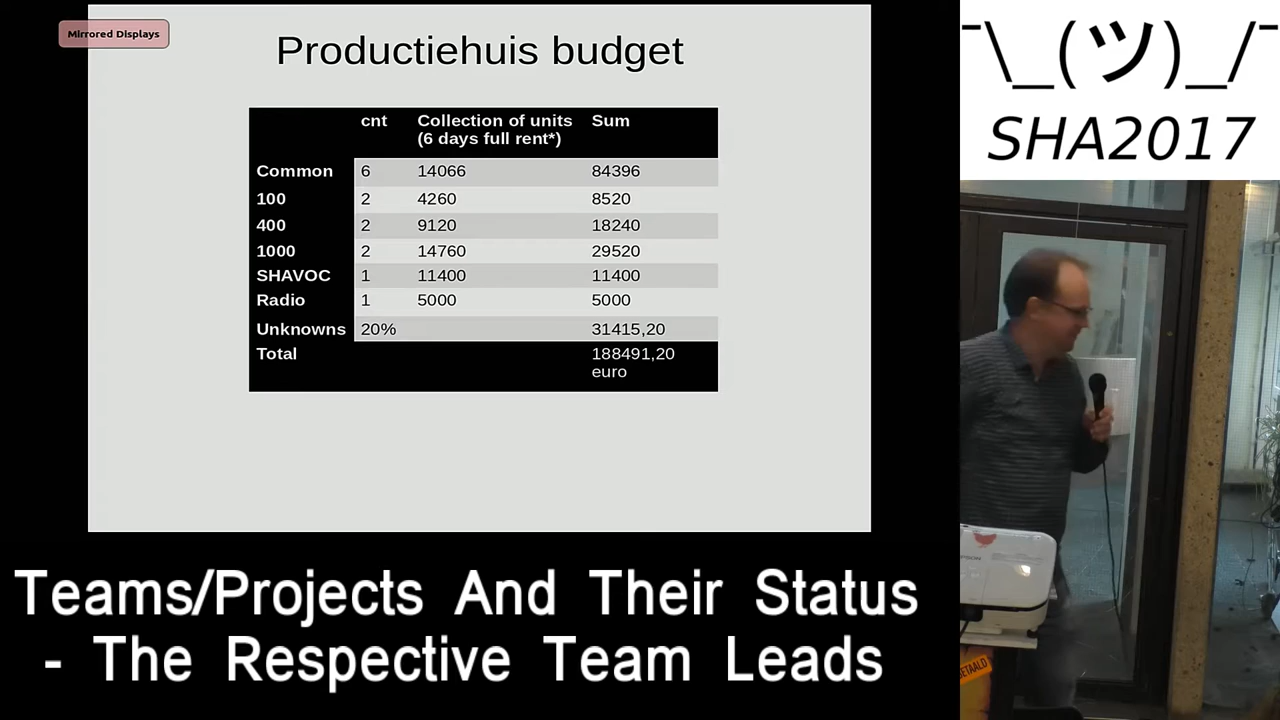 Mirrored Displays
Productiehuis budget
cnt Collection of units (6 days full rent*) Sum
Common 6 14066 84396
100 2 4260 8520
400 2 9120 18240
1000 2 14760 29520
SHAVOC 1 11400 11400
Radio 1 5000 5000
Unknowns 20% 31415,20
Total 188491,20 euro
¯\_(ツ)_/¯
SHA2017
EPSON
BETAALD
Teams/Projects And Their Status
- The Respective Team Leads